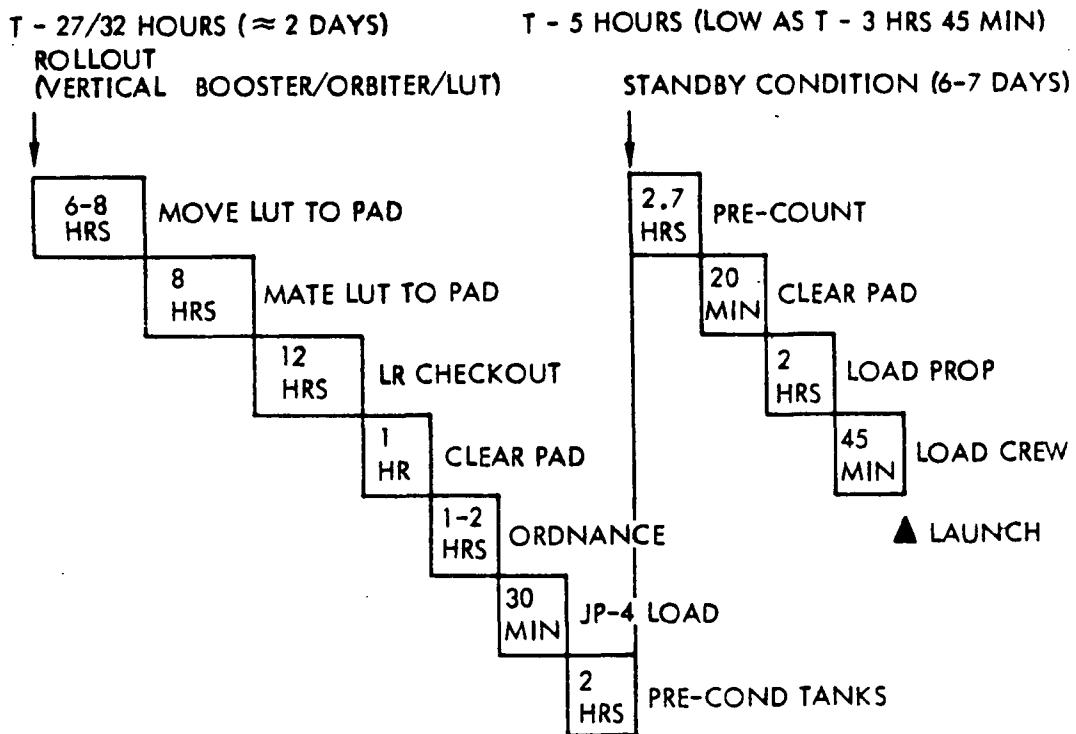 T - 27/32 HOURS (≈ 2 DAYS)
ROLLOUT
(VERTICAL BOOSTER/ORBITER/LUT)
6-8
HRS
MOVE LUT TO PAD
8
HRS
MATE LUT TO PAD
12
HRS
LR CHECKOUT
1
HR
CLEAR PAD
1-2
HRS
ORDNANCE
30
MIN
JP-4 LOAD
2
HRS
PRE-COND TANKS
T - 5 HOURS (LOW AS T - 3 HRS 45 MIN)
STANDBY CONDITION (6-7 DAYS)
2.7
HRS
PRE-COUNT
20
MIN
CLEAR PAD
2
HRS
LOAD PROP
45
MIN
LOAD CREW
LAUNCH